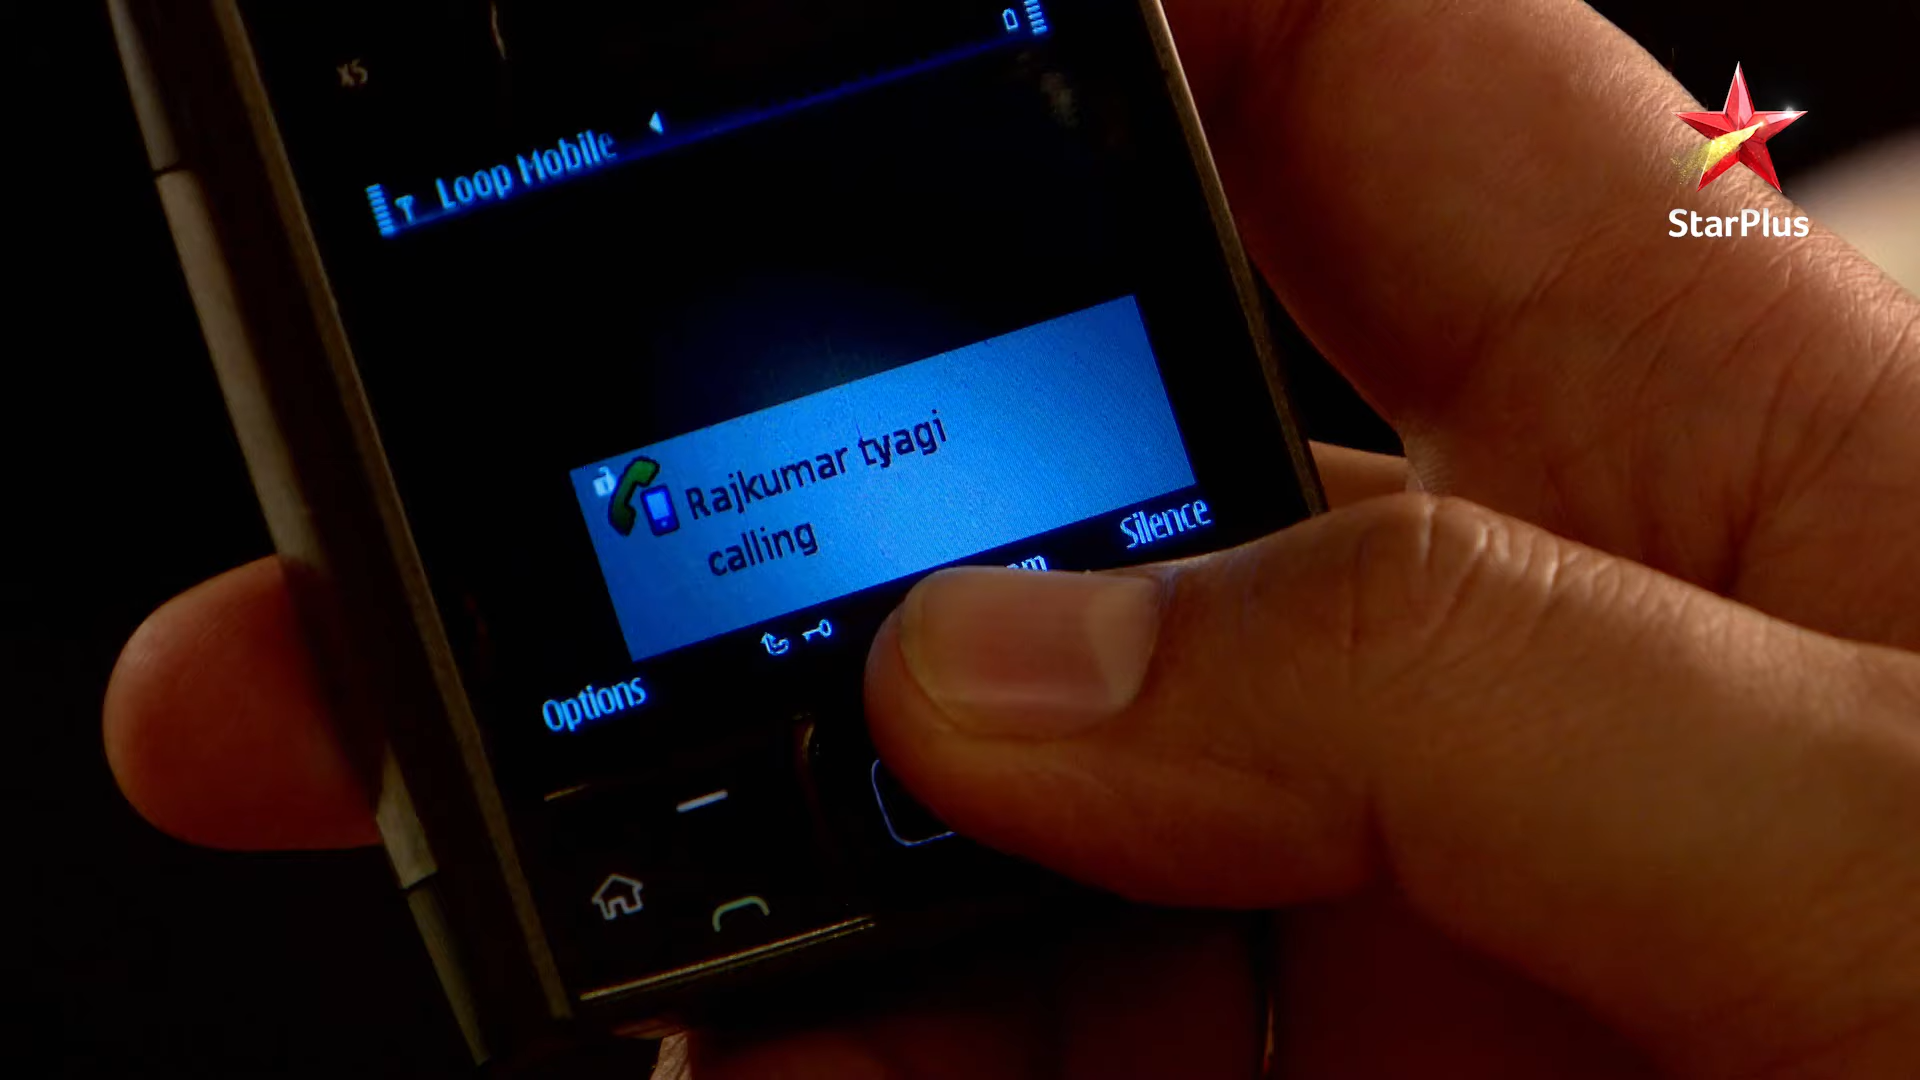 X5
Loop Mobile
StarPlus
Rajkumar tyagi
calling
Silence
Options